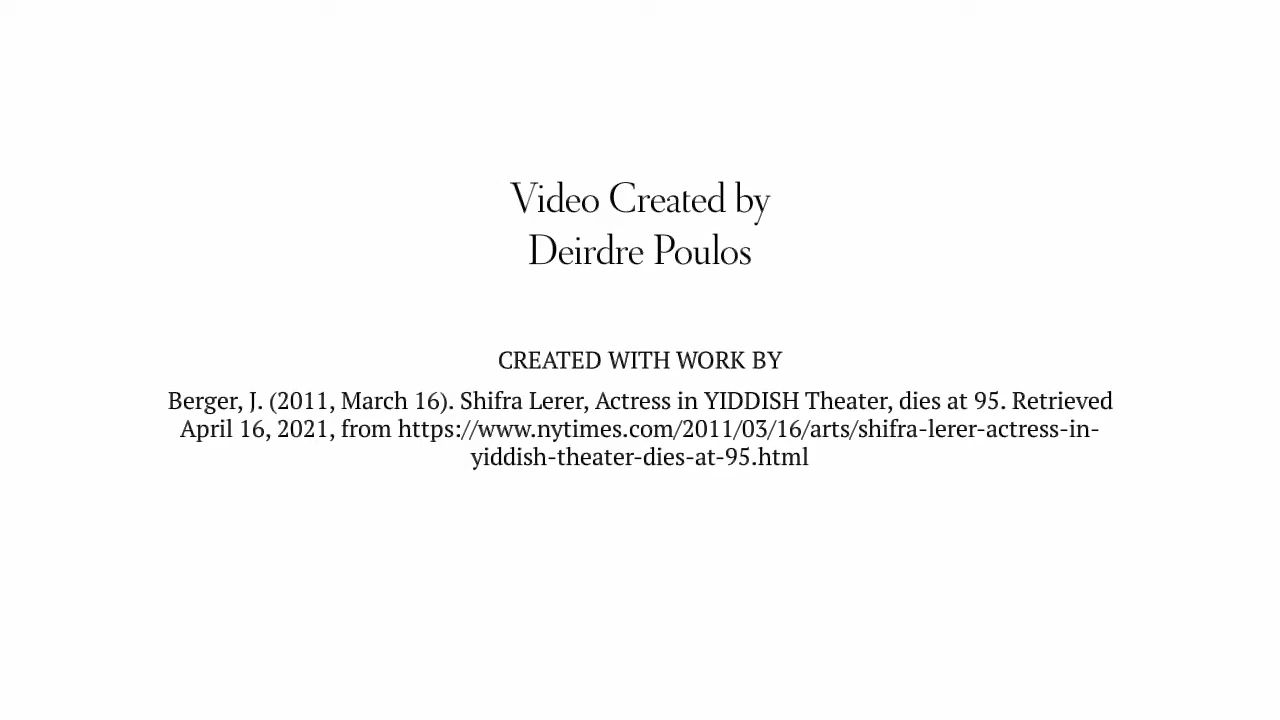 Video Created by
Deirdre Poulos
CREATED WITH WORK BY
Berger, J. (2011, March 16). Shifra Lerer, Actress in YIDDISH Theater, dies at 95. Retrieved
April 16, 2021, from https://www.nytimes.com/2011/03/16/arts/shifra-lerer-actress-in-
yiddish-theater-dies-at-95.html